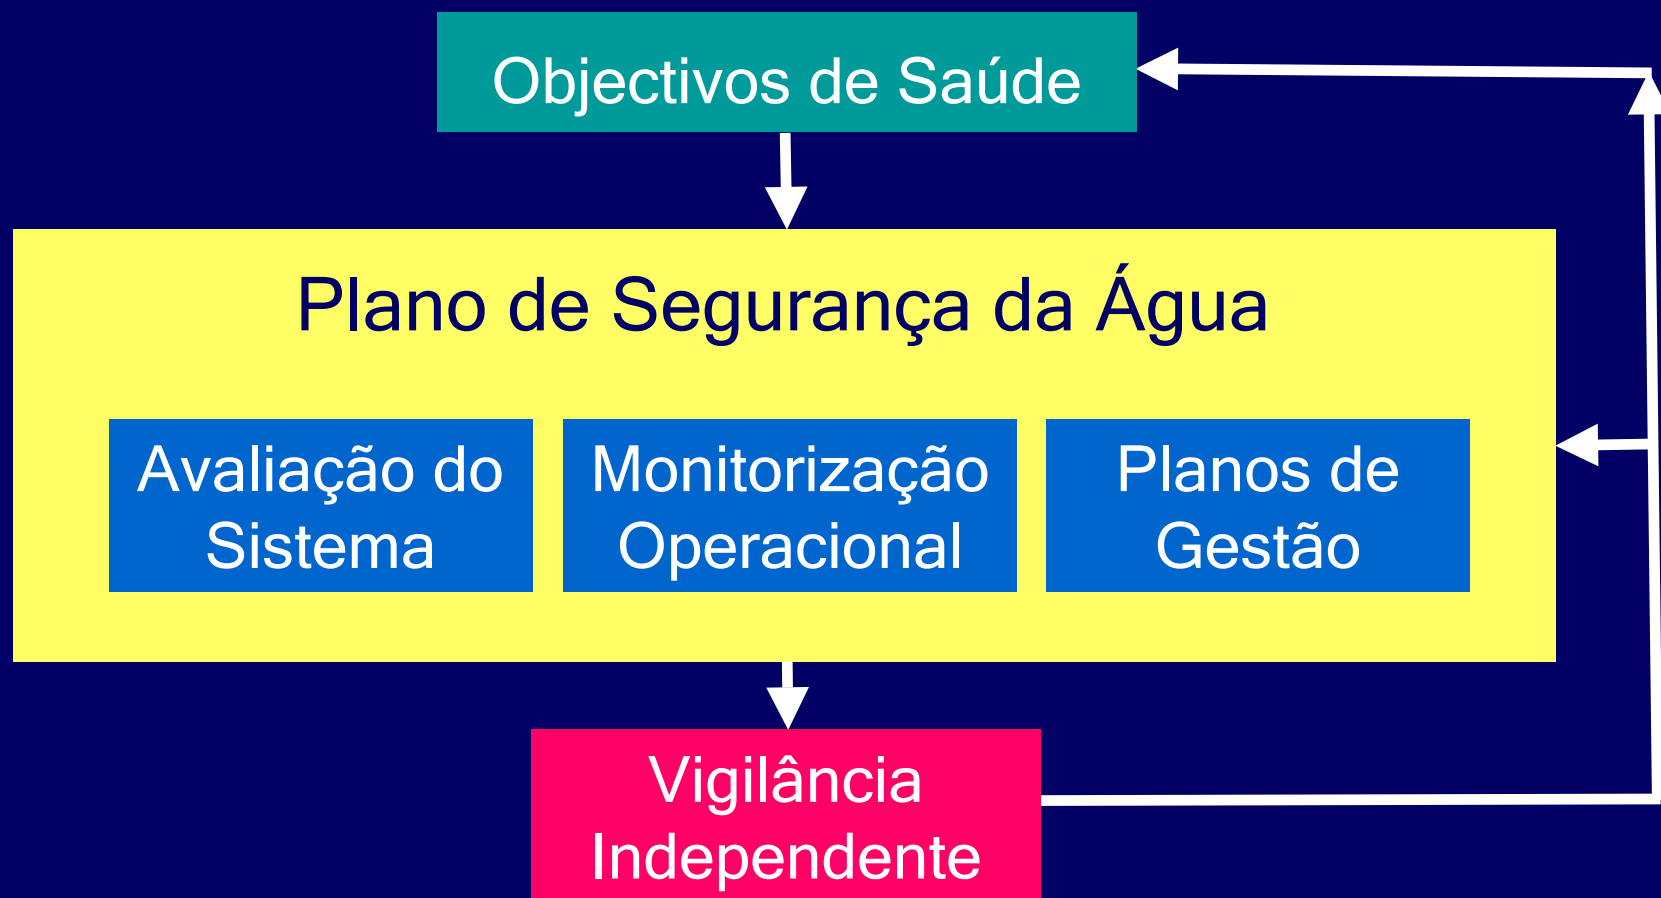 Objectivos de Saúde
Plano de Segurança da Água
Avaliação do
Sistema
Monitorização
Operacional
Planos de
Gestão
Vigilância
Independente